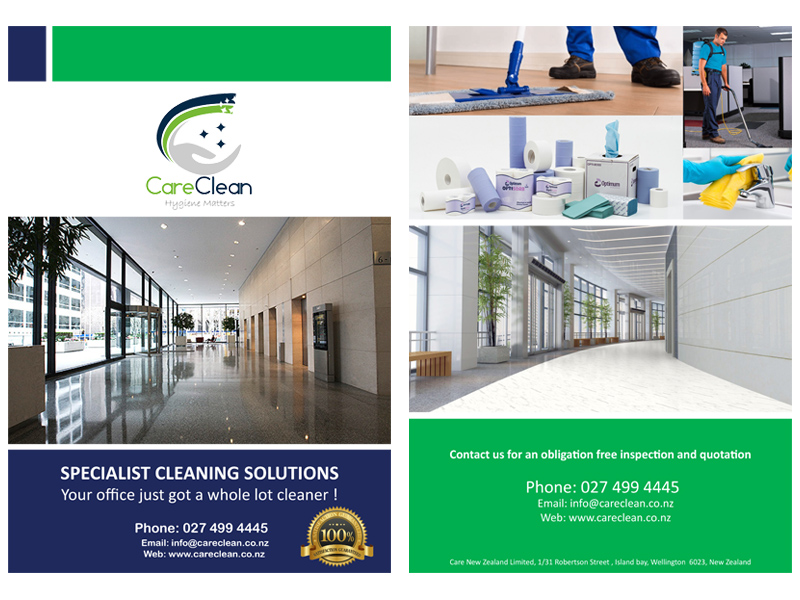 CareClean
Hygiene Matters
SPECIALIST CLEANING SOLUTIONS
Your office just got a whole lot cleaner !
Phone: 027 499 4445
Email: info@careclean.co.nz
Web: www.careclean.co.nz
100%
SATISFACTION GUARANTEE
Optimum
Optimum
Contact us for an obligation free inspection and quotation
Phone: 027 499 4445
Email: info@careclean.co.nz
Web: www.careclean.co.nz
Care New Zealand Limited, 1/31 Robertson Street , Island bay, Wellington 6023, New Zealand